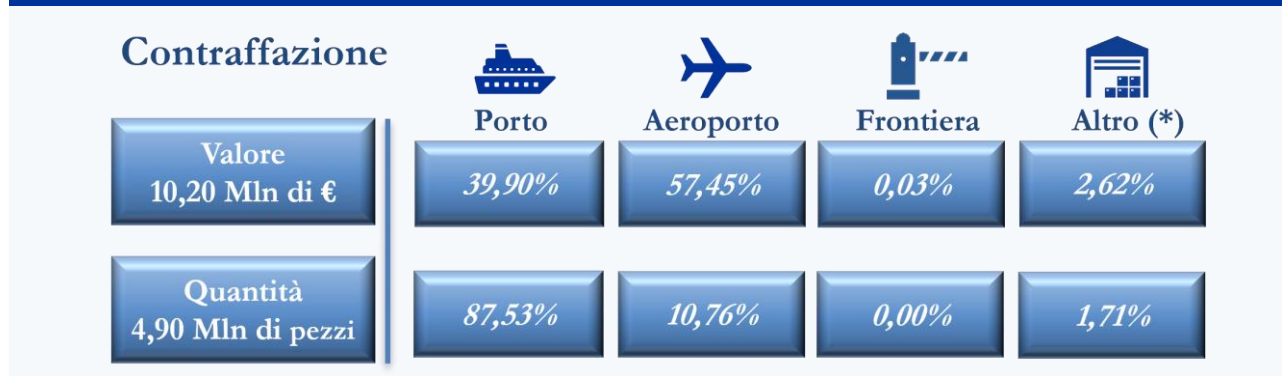 Contraffazione
Porto Aeroporto Frontiera Altro (*)
Valore
10,20 Mln di €
39,90% 57,45% 0,03% 2,62%
Quantità
4,90 Mln di pezzi
87,53% 10,76% 0,00% 1,71%